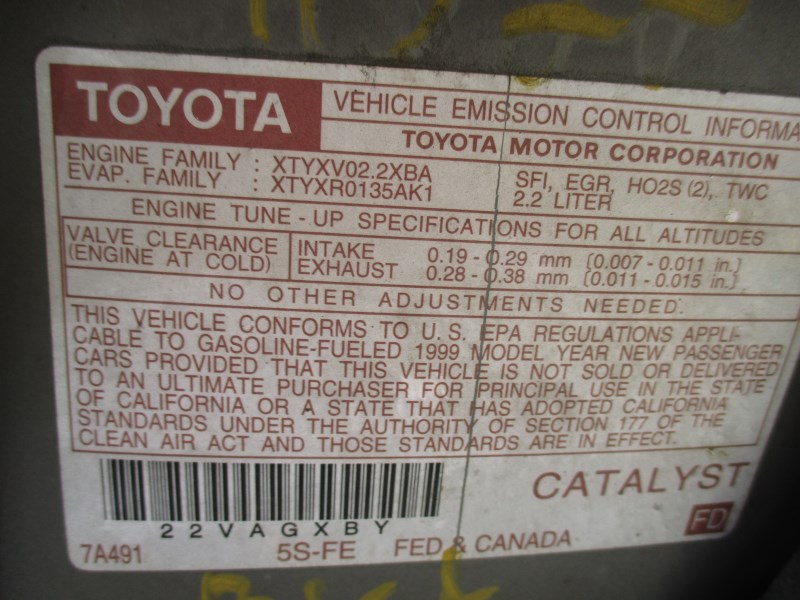 TOYOTA
VEHICLE EMISSION CONTROL INFORMA
TOYOTA MOTOR CORPORATION
ENGINE FAMILY : XTYXV02.2XBA
EVAP. FAMILY : XTYXR0135AK1
SFI, EGR, HO2S (2), TWC
2.2 LITER
ENGINE TUNE - UP SPECIFICATIONS FOR ALL ALTITUDES
VALVE CLEARANCE
(ENGINE AT COLD)
INTAKE 0.19 - 0.29 mm (0.007 - 0.011 in.)
EXHAUST 0.28 - 0.38 mm (0.011 - 0.015 in.)
NO OTHER ADJUSTMENTS NEEDED.
THIS VEHICLE CONFORMS TO U.S. EPA REGULATIONS APPLI-
CABLE TO GASOLINE-FUELED 1999 MODEL YEAR NEW PASSENGER
CARS PROVIDED THAT THIS VEHICLE IS NOT SOLD OR DELIVERED
TO AN ULTIMATE PURCHASER FOR PRINCIPAL USE IN THE STATE
OF CALIFORNIA OR A STATE THAT HAS ADOPTED CALIFORNIA
STANDARDS UNDER THE AUTHORITY OF SECTION 177 OF THE
CLEAN AIR ACT AND THOSE STANDARDS ARE IN EFFECT.
CATALYST
22VAGXBY
FD
7A491 5S-FE FED & CANADA